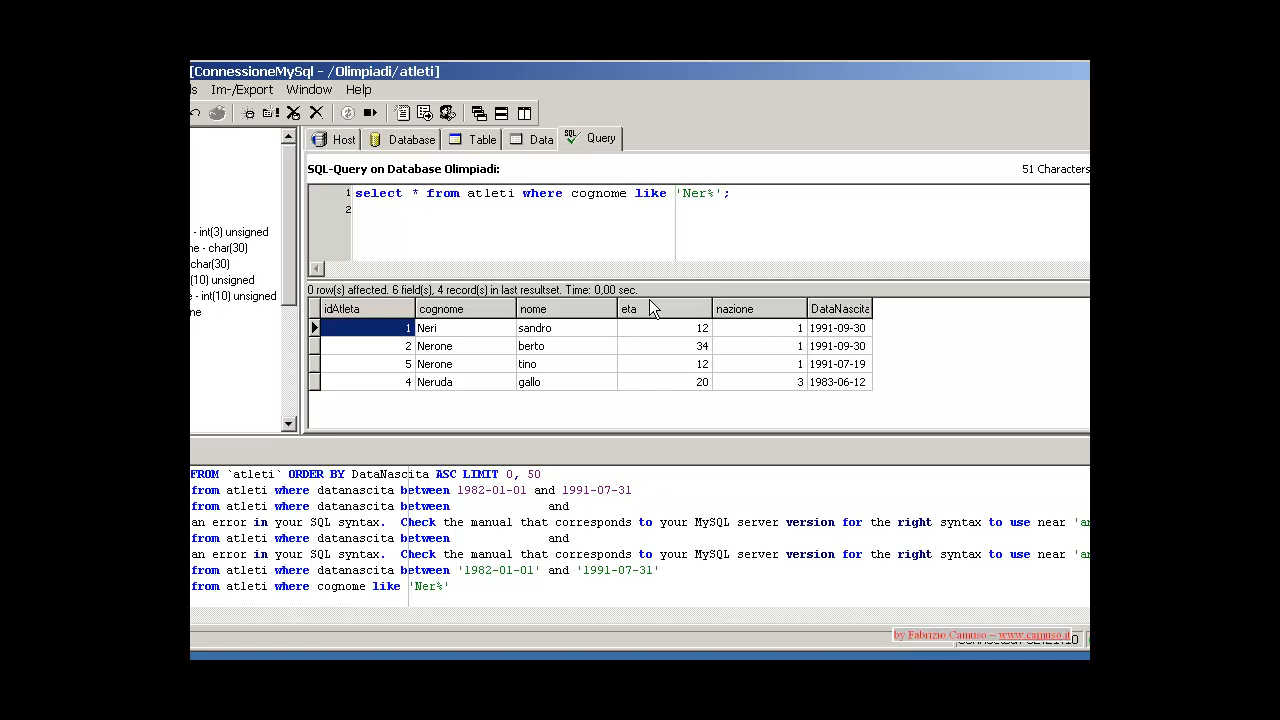 [ConnessioneMySql - /Olimpiadi/atleti]
ls Im-/Export Window Help
Host Database Table Data SQL Query
SQL-Query on Database Olimpiadi: 51 Characters
1 select * from atleti where cognome like 'Ner%';
2
- int(3) unsigned
ne - char(30)
char(30)
(10) unsigned
e - int(10) unsigned
ne
0 row(s) affected. 6 field(s), 4 record(s) in last resultset. Time: 0,00 sec.
idAtleta cognome nome eta nazione DataNascita
1 Neri sandro 12 1 1991-09-30
2 Nerone berto 34 1 1991-09-30
5 Nerone tino 12 1 1991-07-19
4 Neruda gallo 20 3 1983-06-12
FROM `atleti` ORDER BY DataNascita ASC LIMIT 0, 50
from atleti where datanascita between 1982-01-01 and 1991-07-31
from atleti where datanascita between and
an error in your SQL syntax. Check the manual that corresponds to your MySQL server version for the right syntax to use near 'an
from atleti where datanascita between and
an error in your SQL syntax. Check the manual that corresponds to your MySQL server version for the right syntax to use near 'an
from atleti where datanascita between '1982-01-01' and '1991-07-31'
from atleti where cognome like 'Ner%'
by Fabrizio Camuso – www.camuso.it